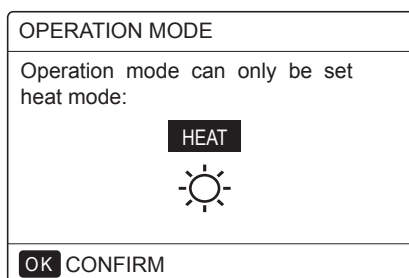 OPERATION MODE
Operation mode can only be set
heat mode:
HEAT
OK CONFIRM